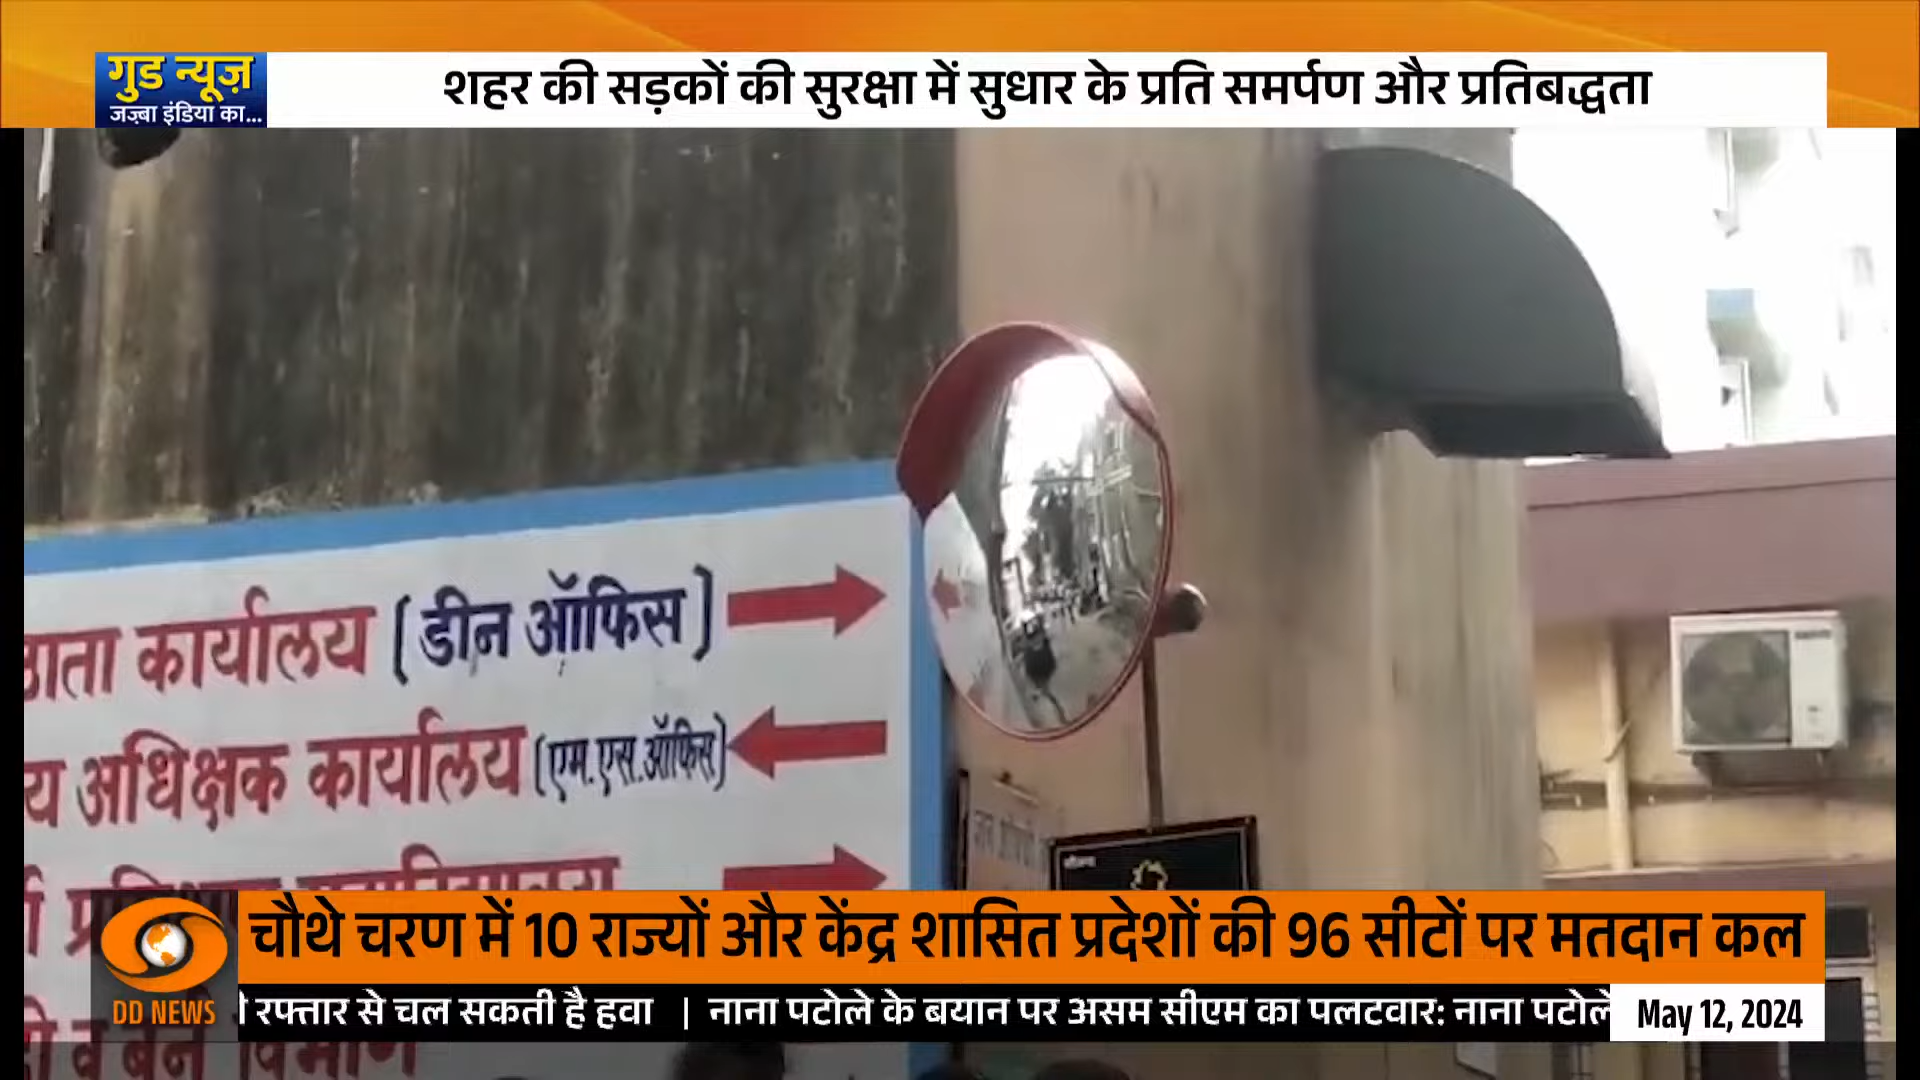 गुड न्यूज़
जज़्बा इंडिया का...
शहर की सड़कों की सुरक्षा में सुधार के प्रति समर्पण और प्रतिबद्धता
कार्यालय (डीन ऑफिस)
अधिक्षक कार्यालय (एम.एस.ऑफिस)
चौथे चरण में 10 राज्यों और केंद्र शासित प्रदेशों की 96 सीटों पर मतदान कल
DD NEWS
रफ्तार से चल सकती है हवा | नाना पटोले के बयान पर असम सीएम का पलटवार: नाना पटोले
May 12, 2024